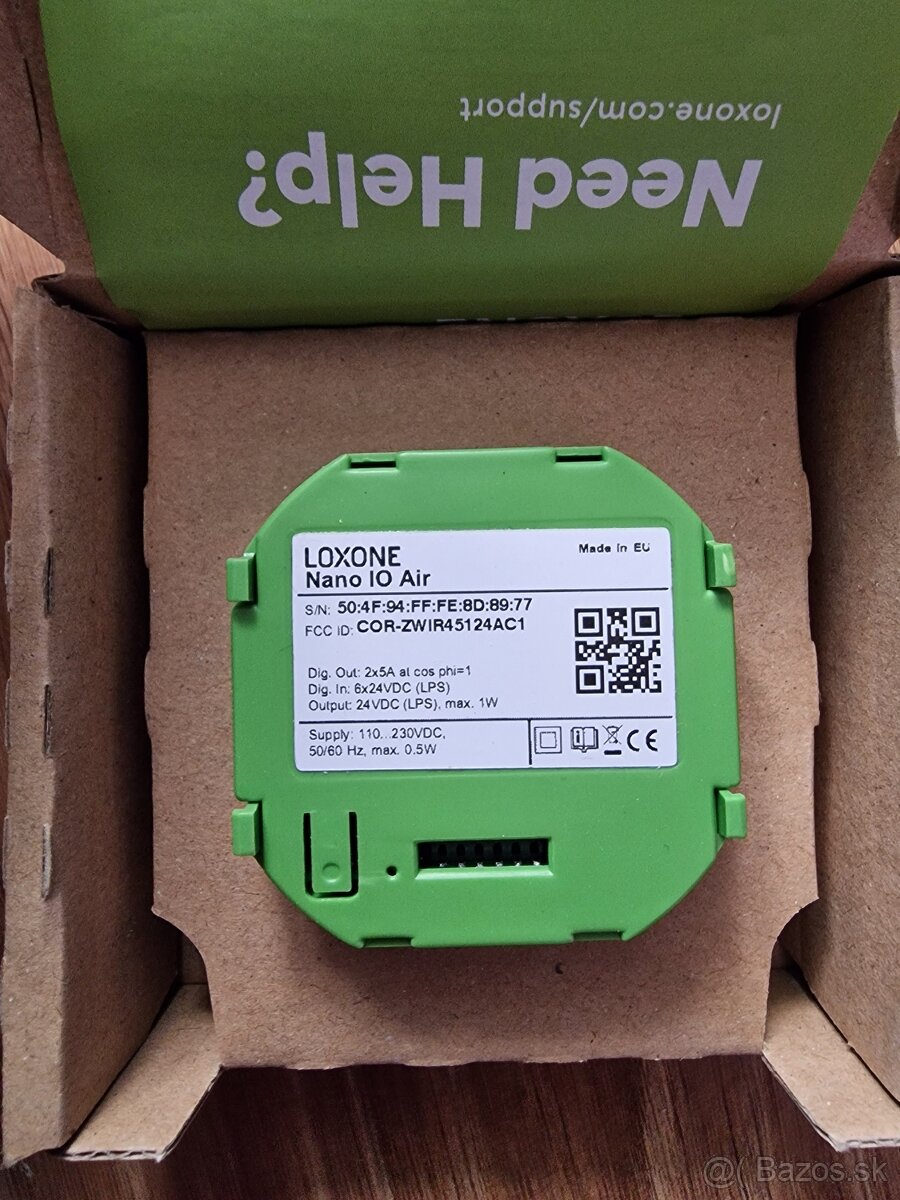 Need Help?
loxone.com/support
LOXONE
Nano IO Air
Made in EU
S/N: 50:4F:94:FF:FE:8D:89:77
FCC ID: COR-ZWIR45124AC1
Dig. Out: 2x5A at cos phi=1
Dig. In: 6x24VDC (LPS)
Output: 24VDC (LPS), max. 1W
Supply: 110...230VDC,
50/60 Hz, max. 0.5W
CE
@( Bazos.sk